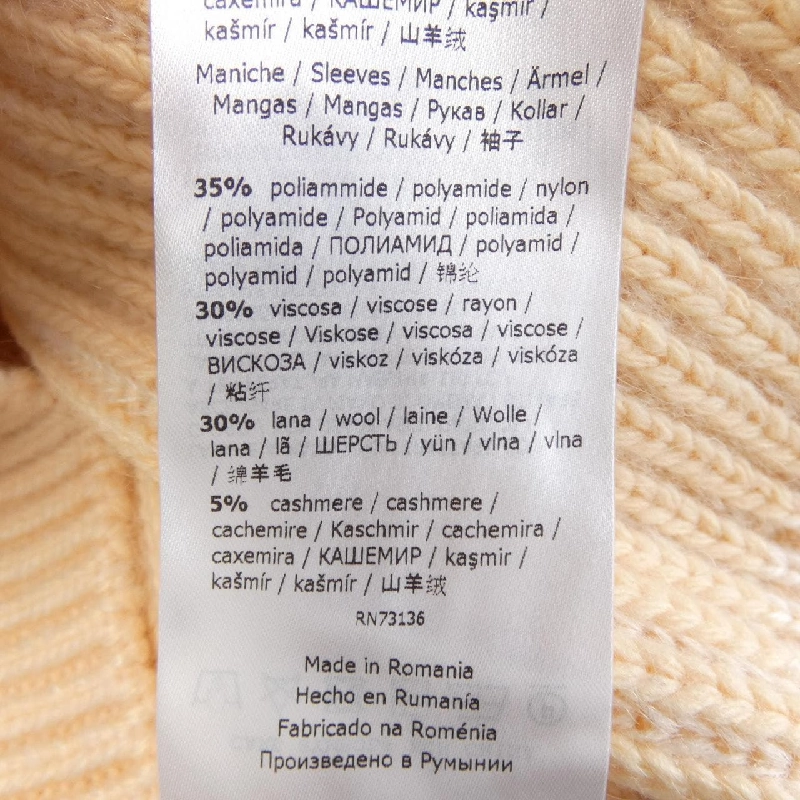 caxemira / КАШЕМИР / kaşmir /
kašmír / kašmír / 山羊绒
Maniche / Sleeves / Manches / Ärmel /
Mangas / Mangas / Рукав / Kollar /
Rukávy / Rukávy / 袖子
35% poliammide / polyamide / nylon
/ polyamide / Polyamid / poliamida /
poliamida / ПОЛИАМИД / polyamid /
polyamid / polyamid / 锦纶
30% viscosa / viscose / rayon /
viscose / Viskose / viscosa / viscose /
ВИСКОЗА / viskoz / viskóza / viskóza
/ 粘纤
30% lana / wool / laine / Wolle /
lana / lã / ШЕРСТЬ / yün / vlna / vlna
/ 绵羊毛
5% cashmere / cashmere /
cachemire / Kaschmir / cachemira /
caxemira / КАШЕМИР / kaşmir /
kašmír / kašmír / 山羊绒
RN73136
Made in Romania
Hecho en Rumanía
Fabricado na Roménia
Произведено в Румынии